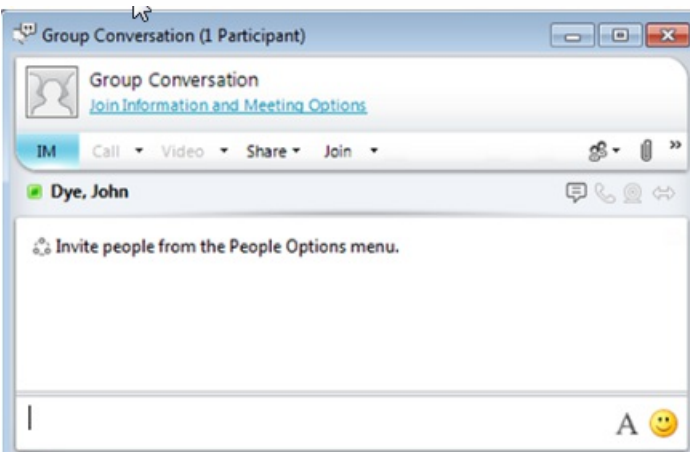 Group Conversation (1 Participant)
Group Conversation
Join Information and Meeting Options
IM Call Video Share Join »
Dye, John
Invite people from the People Options menu.
A